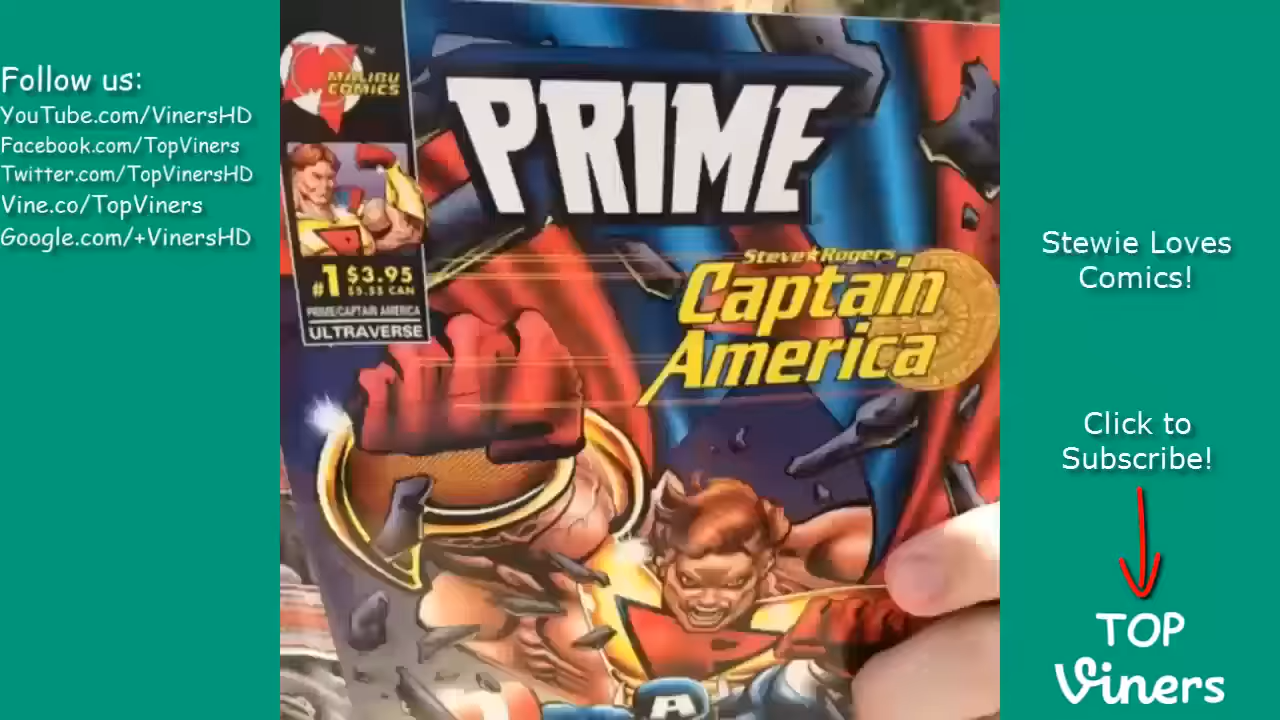 Follow us:
YouTube.com/VinersHD
Facebook.com/TopViners
Twitter.com/TopVinersHD
Vine.co/TopViners
Google.com/+VinersHD
MALIBU
COMICS
TM
PRIME
#1 $3.95
$5.55 CAN
PRIME/CAPTAIN AMERICA
ULTRAVERSE
Steve★Rogers
Captain
America
P
A
Stewie Loves
Comics!
Click to
Subscribe!
TOP
Viners